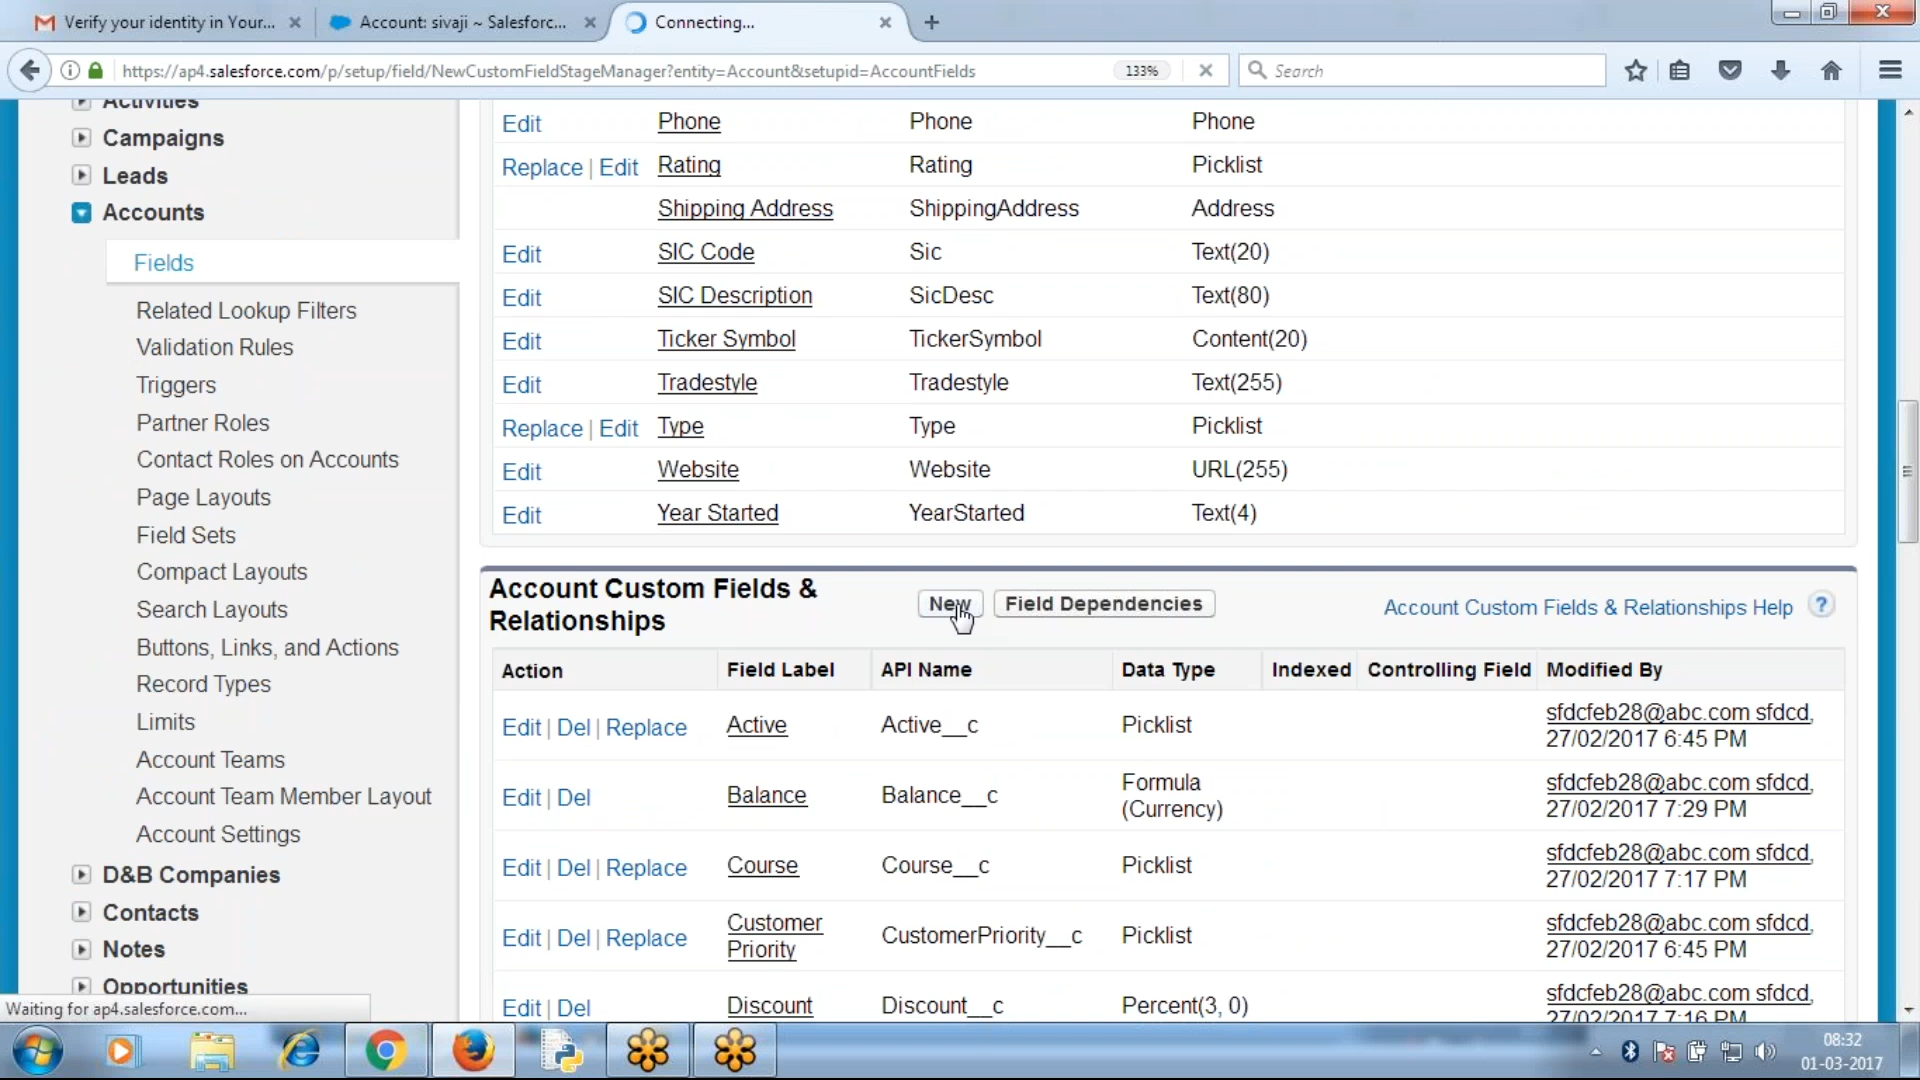 Verify your identity in Your...
Account: sivaji ~ Salesforc...
Connecting...
https://ap4.salesforce.com/p/setup/field/NewCustomFieldStageManager?entity=Account&setupid=AccountFields
133%
Search
Activities
Campaigns
Leads
Accounts
Fields
Related Lookup Filters
Validation Rules
Triggers
Partner Roles
Contact Roles on Accounts
Page Layouts
Field Sets
Compact Layouts
Search Layouts
Buttons, Links, and Actions
Record Types
Limits
Account Teams
Account Team Member Layout
Account Settings
D&B Companies
Contacts
Notes
Opportunities
Edit Phone Phone Phone
Replace | Edit Rating Rating Picklist
Shipping Address ShippingAddress Address
Edit SIC Code Sic Text(20)
Edit SIC Description SicDesc Text(80)
Edit Ticker Symbol TickerSymbol Content(20)
Edit Tradestyle Tradestyle Text(255)
Replace | Edit Type Type Picklist
Edit Website Website URL(255)
Edit Year Started YearStarted Text(4)
Account Custom Fields &
Relationships
New
Field Dependencies
Account Custom Fields & Relationships Help ?
Action Field Label API Name Data Type Indexed Controlling Field Modified By
Edit | Del | Replace Active Active__c Picklist sfdcfeb28@abc.com sfdcd,
27/02/2017 6:45 PM
Edit | Del Balance Balance__c Formula
(Currency) sfdcfeb28@abc.com sfdcd,
27/02/2017 7:29 PM
Edit | Del | Replace Course Course__c Picklist sfdcfeb28@abc.com sfdcd,
27/02/2017 7:17 PM
Edit | Del | Replace Customer
Priority CustomerPriority__c Picklist sfdcfeb28@abc.com sfdcd,
27/02/2017 6:45 PM
Edit | Del Discount Discount__c Percent(3, 0) sfdcfeb28@abc.com sfdcd,
27/02/2017 7:16 PM
Waiting for ap4.salesforce.com...
08:32
01-03-2017